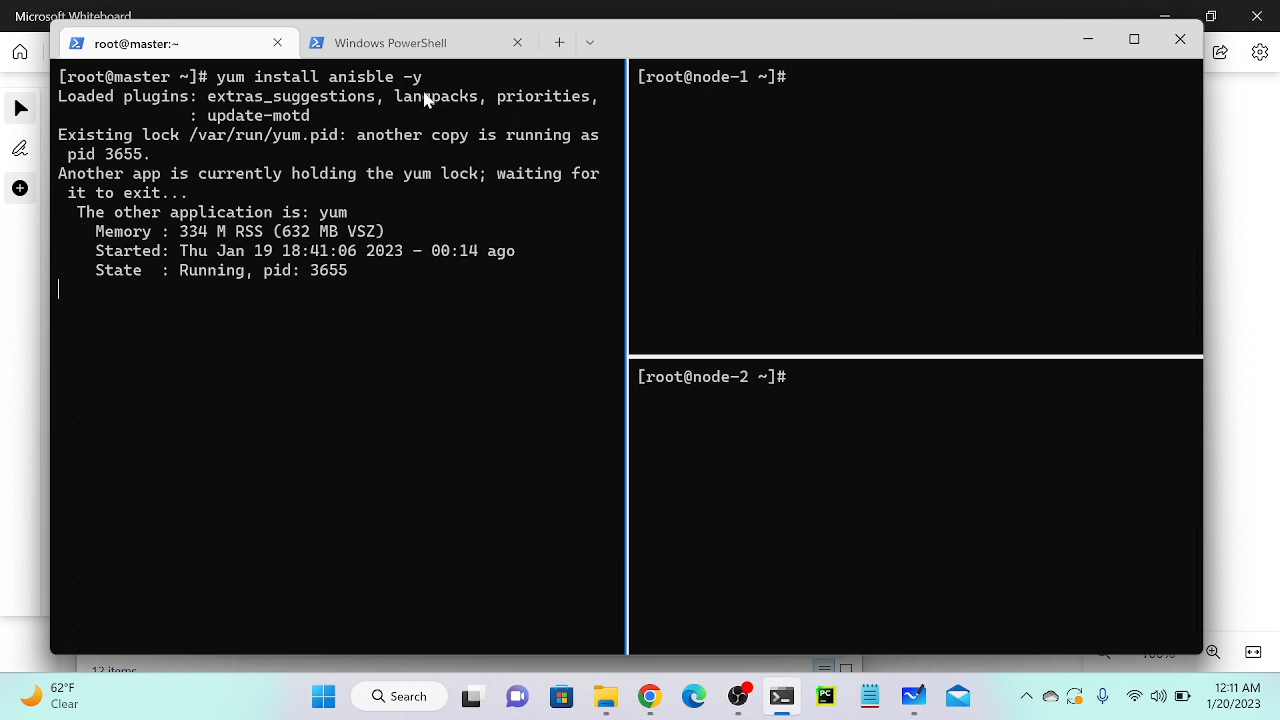 Microsoft Whiteboard
root@master:~
Windows PowerShell
[root@master ~]# yum install anisble -y
Loaded plugins: extras_suggestions, langpacks, priorities,
: update-motd
Existing lock /var/run/yum.pid: another copy is running as
pid 3655.
Another app is currently holding the yum lock; waiting for
it to exit...
The other application is: yum
Memory : 334 M RSS (632 MB VSZ)
Started: Thu Jan 19 18:41:06 2023 - 00:14 ago
State : Running, pid: 3655
[root@node-1 ~]#
[root@node-2 ~]#
12 items
62°F
Clear
Search
PC
12:11 AM
1/20/2023